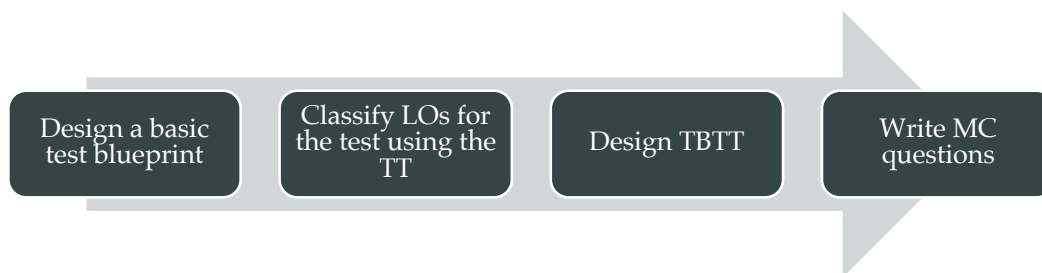 Design a basic
test blueprint
Classify LOs for
the test using the
TT
Design TBTT
Write MC
questions